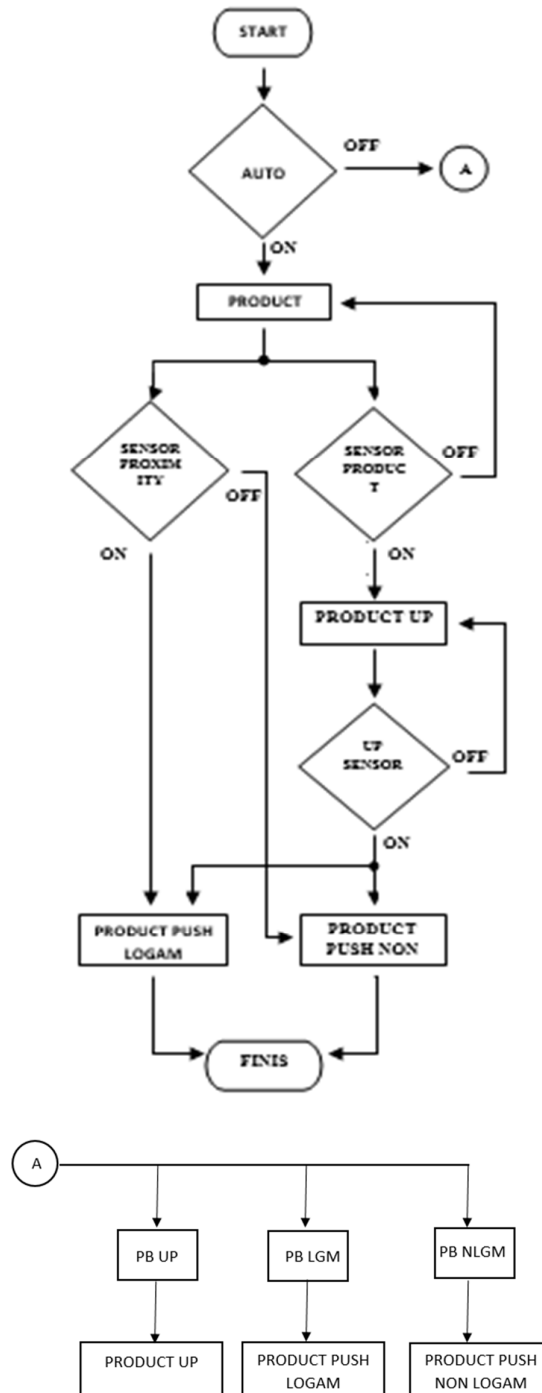 START
OFF
AUTO
A
ON
PRODUCT
SENSOR
PROXIM
ITY
SENSOR
PRODUC
T
OFF
OFF
ON
ON
PRODUCT UP
UP
SENSOR
OFF
ON
PRODUCT PUSH
LOGAM
PRODUCT
PUSH NON
FINIS
A
PB UP
PB LGM
PB NLGM
PRODUCT UP
PRODUCT PUSH
LOGAM
PRODUCT PUSH
NON LOGAM